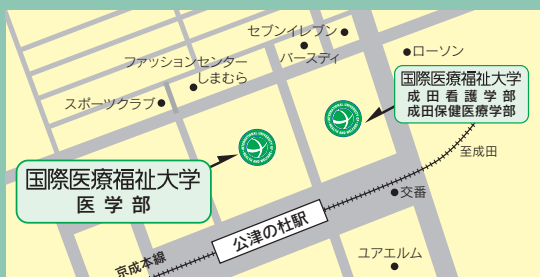 セブンイレブン
バースディ
ローソン
ファッションセンター
しまむら
スポーツクラブ
国際医療福祉大学
成田看護学部
成田保健医療学部
至成田
国際医療福祉大学
医学部
交番
公津の杜駅
京成本線
ユアエルム